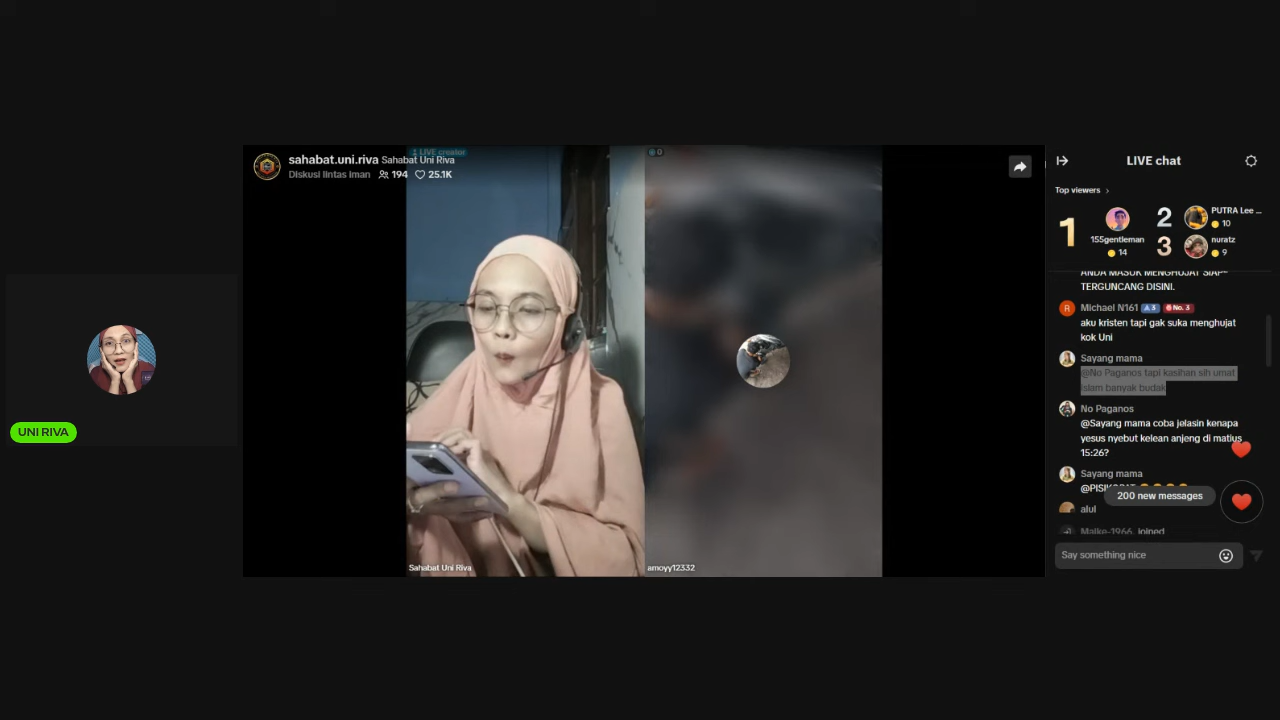 sahabat.uni.riva Sahabat Uni Riva
Diskusi lintas iman 194 25.1K
LIVE creator
0
LIVE chat
Top viewers
1
155gentleman
14
2
PUTRA Lee ...
10
3
nuratz
9
ANDA MASUK MENGHUJAT SIAP-
TERGUNCANG DISINI.
Michael N161 3 No. 3
aku kristen tapi gak suka menghujat
kok Uni
Sayang mama
@No Paganos tapi kasihan sih umat
islam banyak budak
No Paganos
@Sayang mama coba jelasin kenapa
yesus nyebut kelean anjeng di matius
15:26?
Sayang mama
200 new messages
alul
Maike-1966. joined
Say something nice
UNI RIVA
Sahabat Uni Riva
amoyy12332